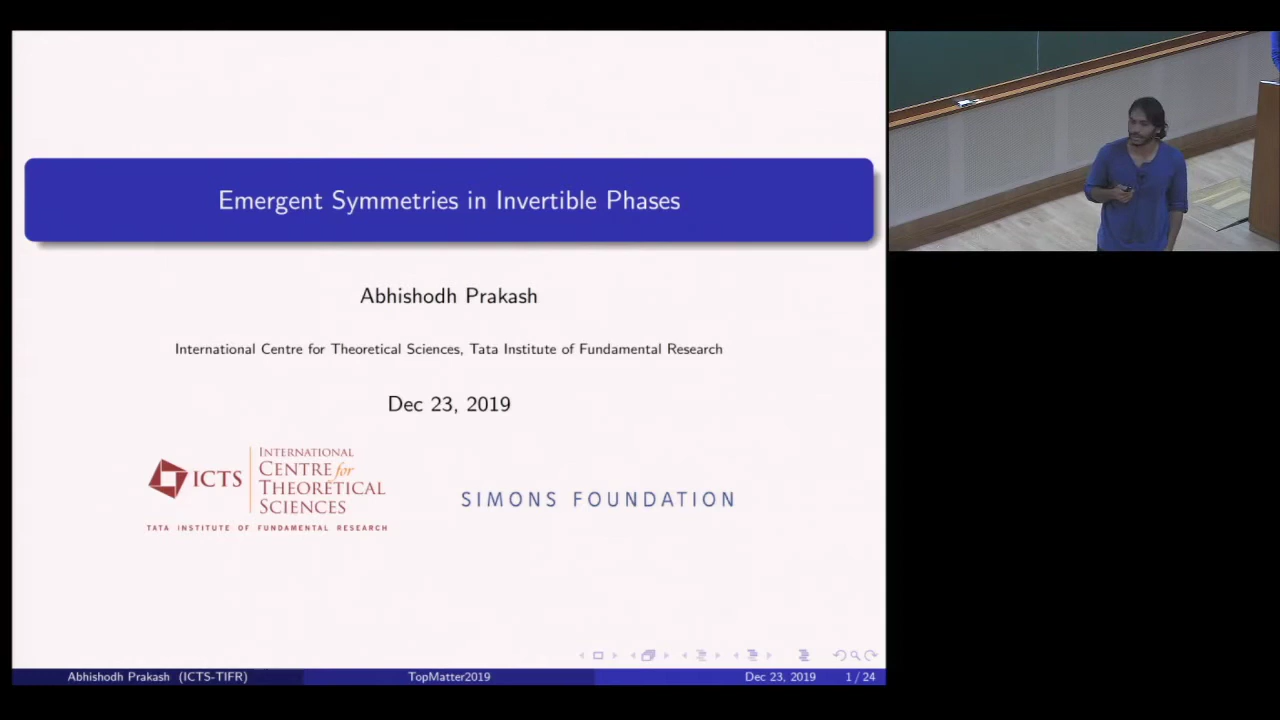 Emergent Symmetries in Invertible Phases
Abhishodh Prakash
International Centre for Theoretical Sciences, Tata Institute of Fundamental Research
Dec 23, 2019
ICTS
INTERNATIONAL
CENTRE for
THEORETICAL
SCIENCES
TATA INSTITUTE OF FUNDAMENTAL RESEARCH
SIMONS FOUNDATION
Abhishodh Prakash (ICTS-TIFR)
TopMatter2019
Dec 23, 2019
1 / 24